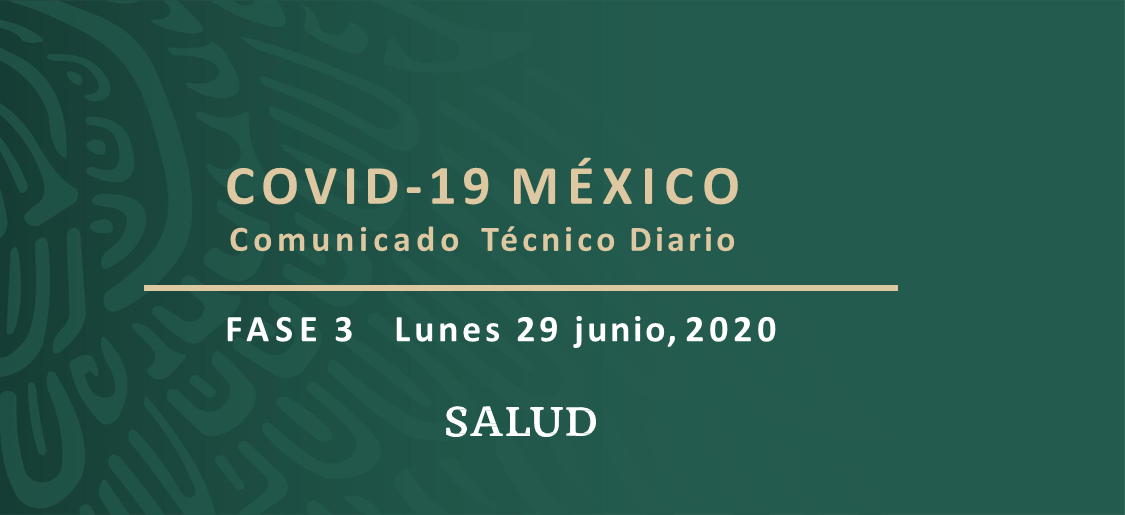 COVID-19 MÉXICO
Comunicado Técnico Diario
FASE 3 Lunes 29 junio, 2020
SALUD